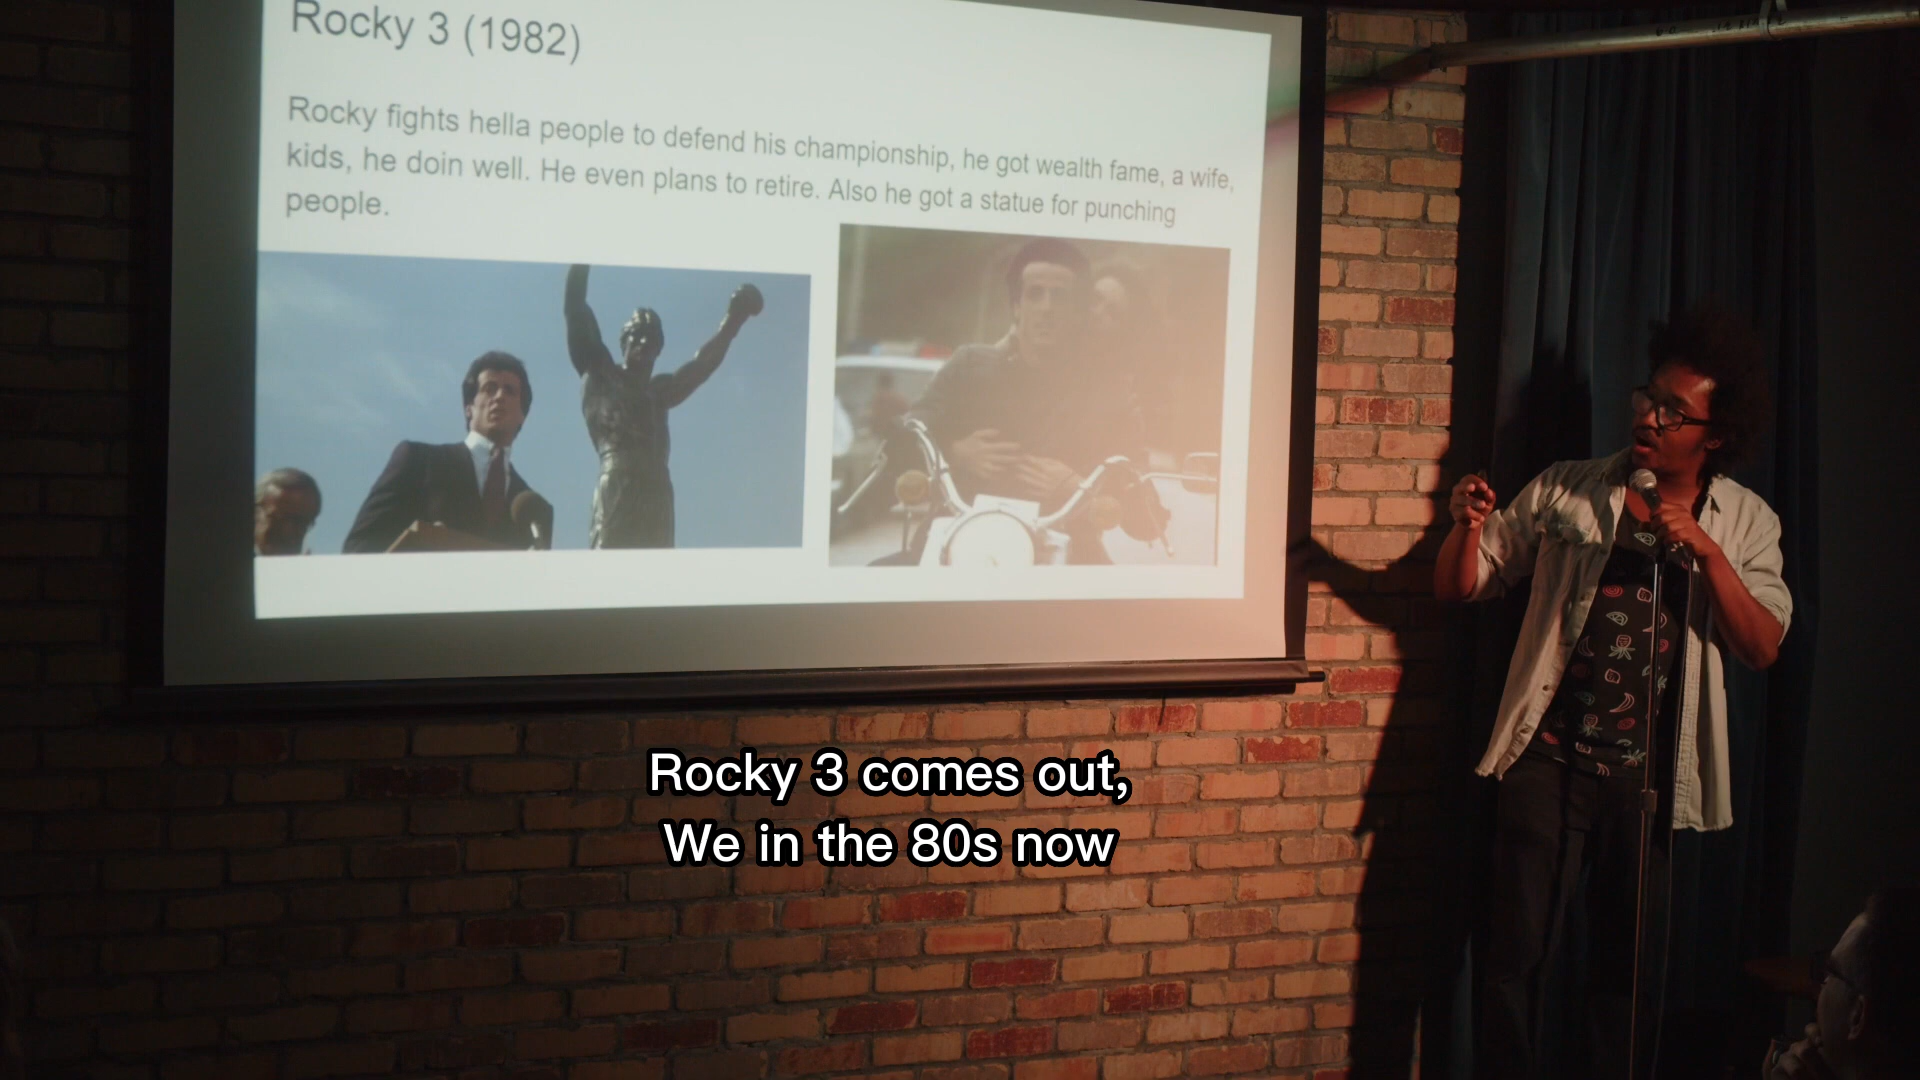 Rocky 3 (1982)
Rocky fights hella people to defend his championship, he got wealth fame, a wife,
kids, he doin well. He even plans to retire. Also he got a statue for punching
people.
Rocky 3 comes out,
We in the 80s now